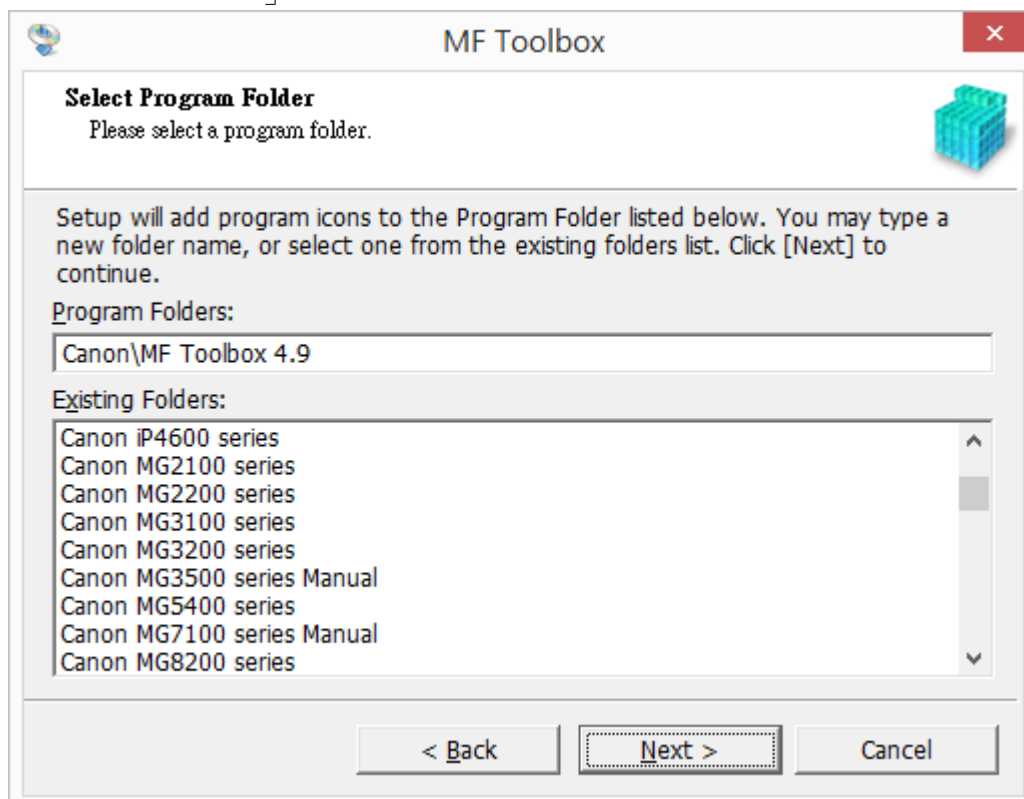 MF Toolbox
Select Program Folder
Please select a program folder.
Setup will add program icons to the Program Folder listed below. You may type a
new folder name, or select one from the existing folders list. Click [Next] to
continue.
Program Folders:
Canon\MF Toolbox 4.9
Existing Folders:
Canon iP4600 series
Canon MG2100 series
Canon MG2200 series
Canon MG3100 series
Canon MG3200 series
Canon MG3500 series Manual
Canon MG5400 series
Canon MG7100 series Manual
Canon MG8200 series
< Back
Next >
Cancel